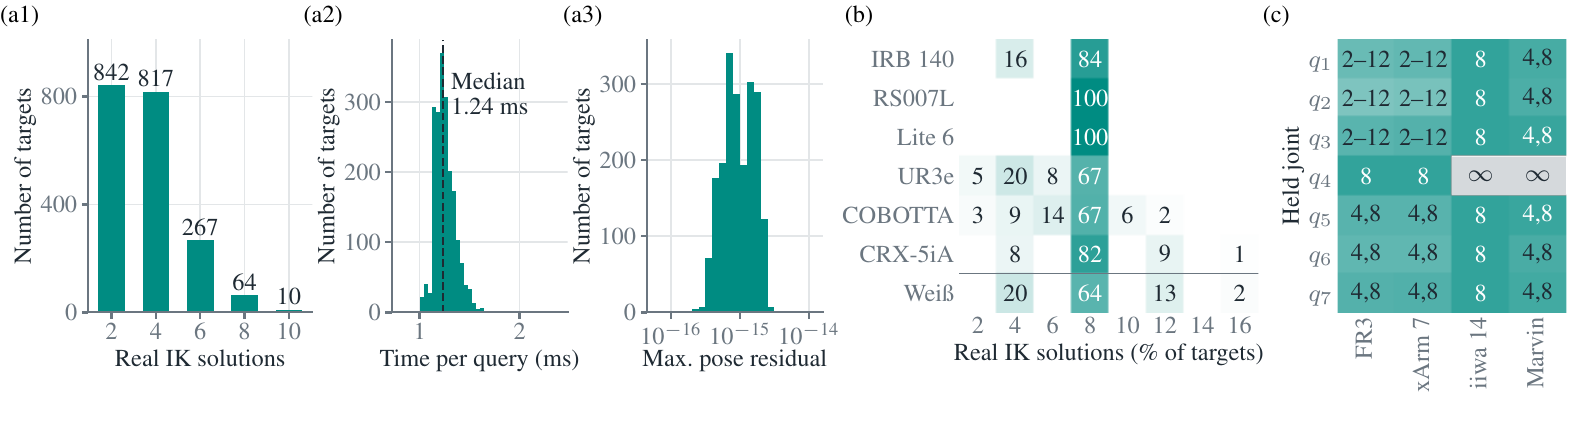 (a1)
842
817
267
64
10
800
400
0
2 4 6 8 10
Number of targets
Real IK solutions
(a2)
Median
1.24 ms
300
200
100
0
1 2
Number of targets
Time per query (ms)
(a3)
300
200
100
0
10⁻¹⁶ 10⁻¹⁵ 10⁻¹⁴
Number of targets
Max. pose residual
(b)
IRB 140 16 84
RS007L 100
Lite 6 100
UR3e 5 20 8 67
COBOTTA 3 9 14 67 6 2
CRX-5iA 8 82 9 1
Weiß 20 64 13 2
2 4 6 8 10 12 14 16
Real IK solutions (% of targets)
(c)
Held joint
q₁ 2–12 2–12 8 4,8
q₂ 2–12 2–12 8 4,8
q₃ 2–12 2–12 8 4,8
q₄ 8 8 ∞ ∞
q₅ 4,8 4,8 8 4,8
q₆ 4,8 4,8 8 4,8
q₇ 4,8 4,8 8 4,8
FR3
xArm 7
iiwa 14
Marvin